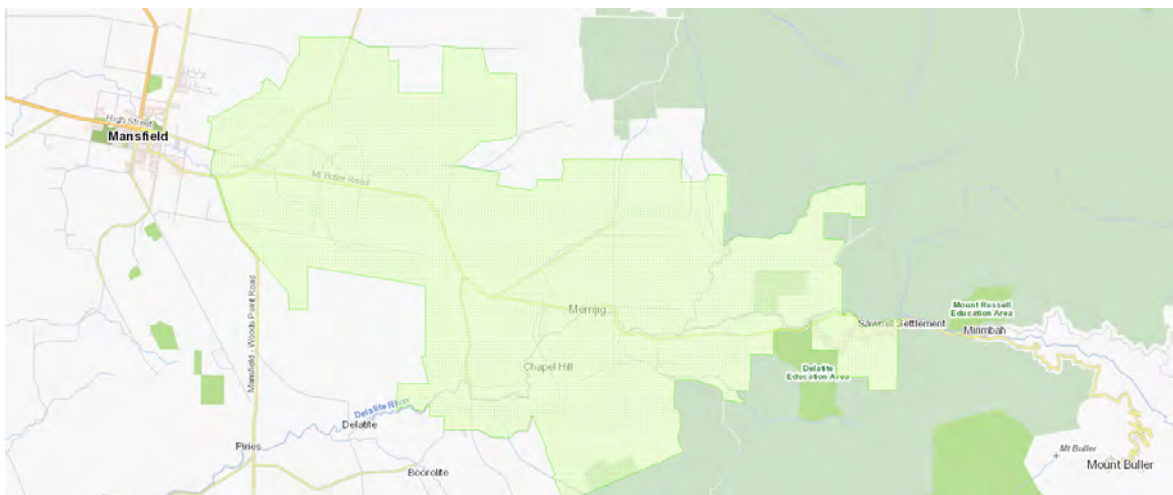 High Street
Mansfield
Mt Buller Road
Mansfield - Woods Point Road
Merrijig
Sawmill Settlement
Mount Russell
Education Area
Mirimbah
Chapel Hill
Delatite
Education Area
Delatite River
Delatite
Piries
Boorolite
Mt Buller
Mount Buller